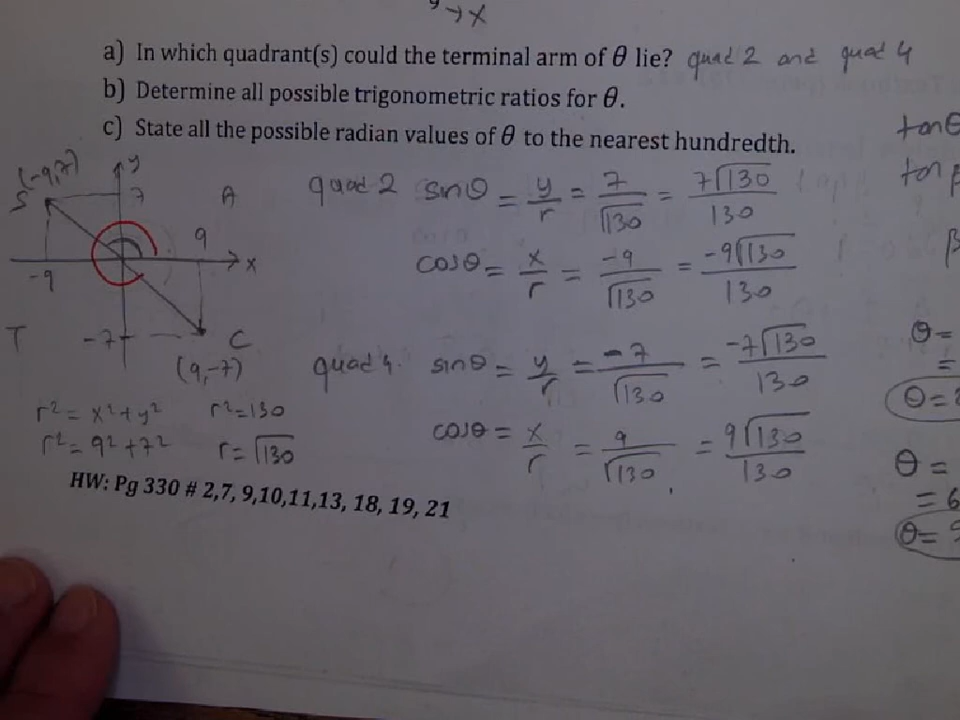 y → x
a) In which quadrant(s) could the terminal arm of θ lie? quad 2 and quad 4
b) Determine all possible trigonometric ratios for θ.
c) State all the possible radian values of θ to the nearest hundredth.
(-9,7) y
S 7 A
9
-9 x
T -7 C
(9,-7)
r² = x² + y² r² = 130
r² = 9² + 7² r = √130
quad 2 sinθ = y/r = 7/√130 = 7√130/130
cosθ = x/r = -9/√130 = -9√130/130
quad 4 sinθ = y/r = -7/√130 = -7√130/130
cosθ = x/r = 9/√130 = 9√130/130
tanθ
tan β
β
θ =
=
θ =
θ =
= 6
θ =
HW: Pg 330 # 2,7, 9,10,11,13, 18, 19, 21